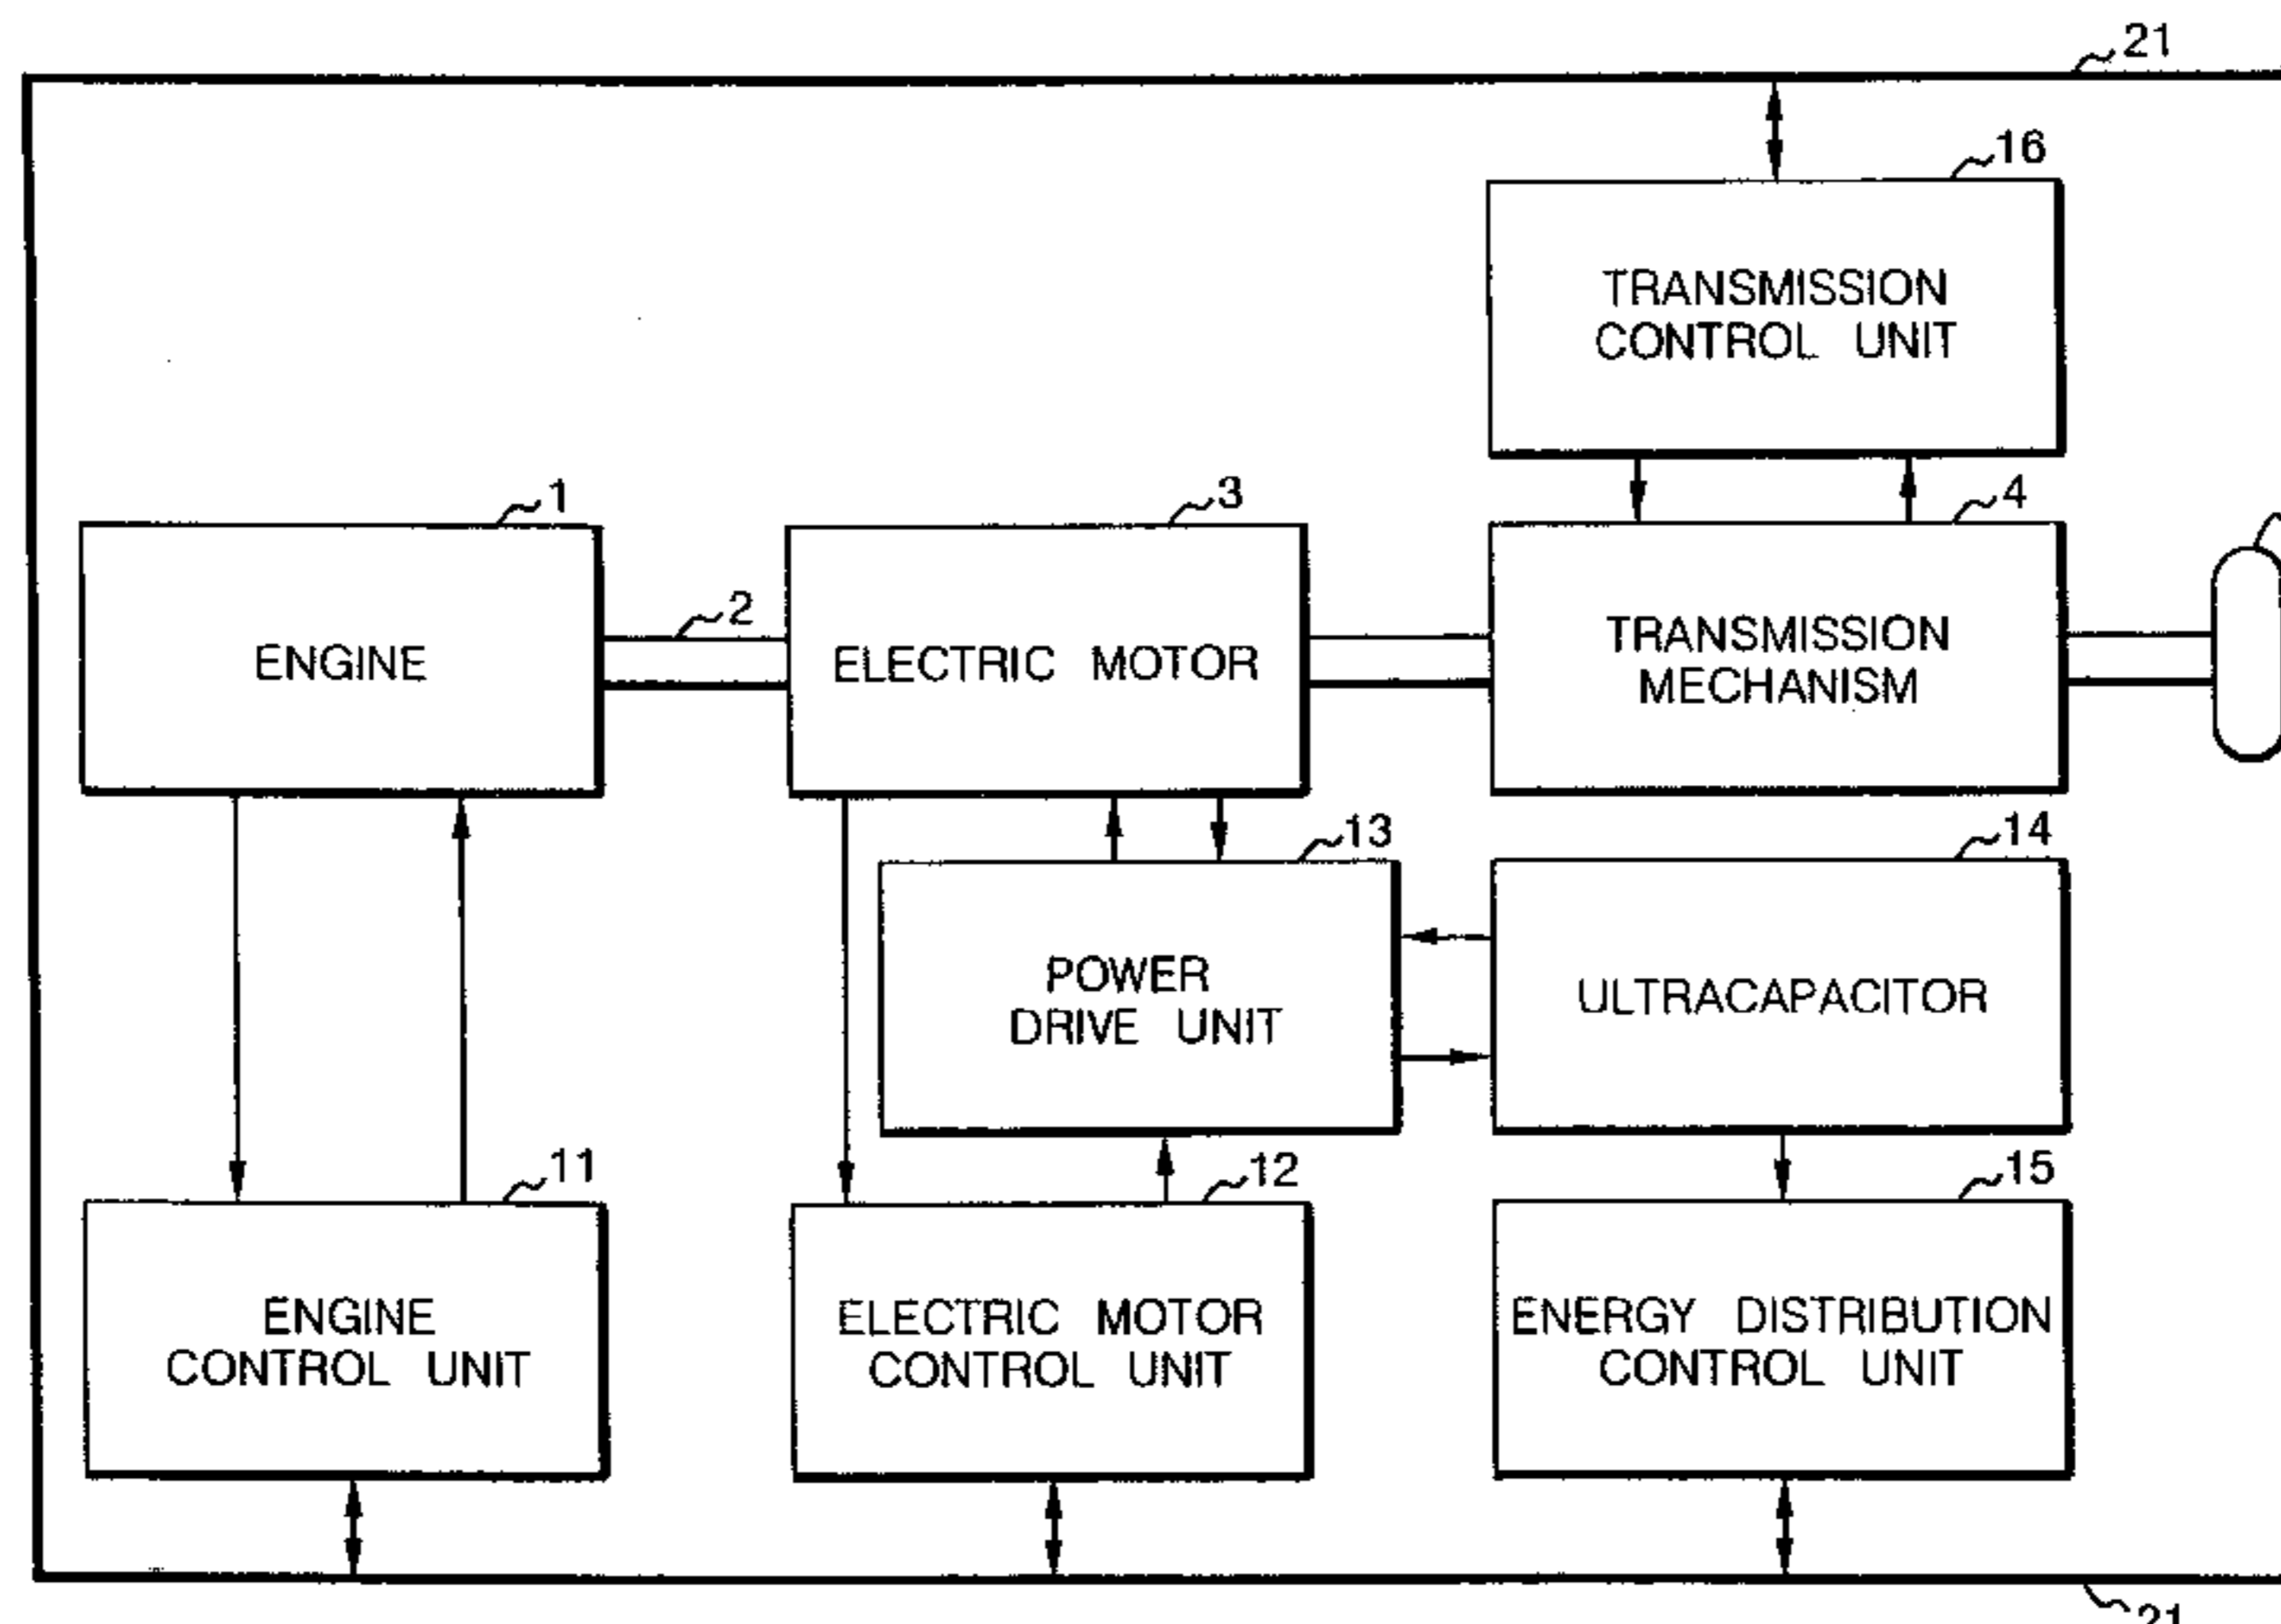 21
16
TRANSMISSION
CONTROL UNIT
1
3
4
2
ENGINE
ELECTRIC MOTOR
TRANSMISSION
MECHANISM
13
14
POWER
DRIVE UNIT
ULTRACAPACITOR
11
12
15
ENGINE
CONTROL UNIT
ELECTRIC MOTOR
CONTROL UNIT
ENERGY DISTRIBUTION
CONTROL UNIT
21